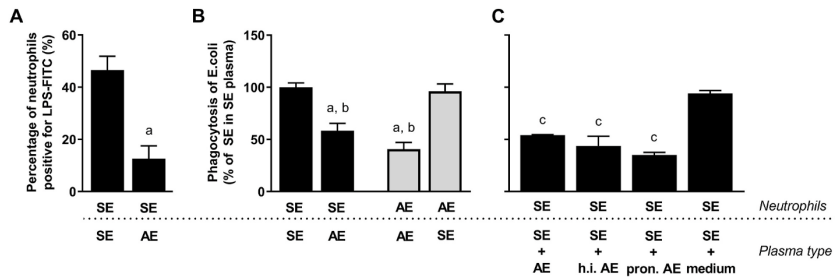 A
Percentage of neutrophils
positive for LPS-FITC (%)
60
40
20
0
a
SE SE
SE AE
B
Phagocytosis of E.coli
(% of SE in SE plasma)
150
100
50
0
a, b a, b
SE SE AE AE
SE AE AE SE
C
c c c
SE SE SE SE Neutrophils
SE SE SE SE
+ + + + Plasma type
AE h.i. AE pron. AE medium